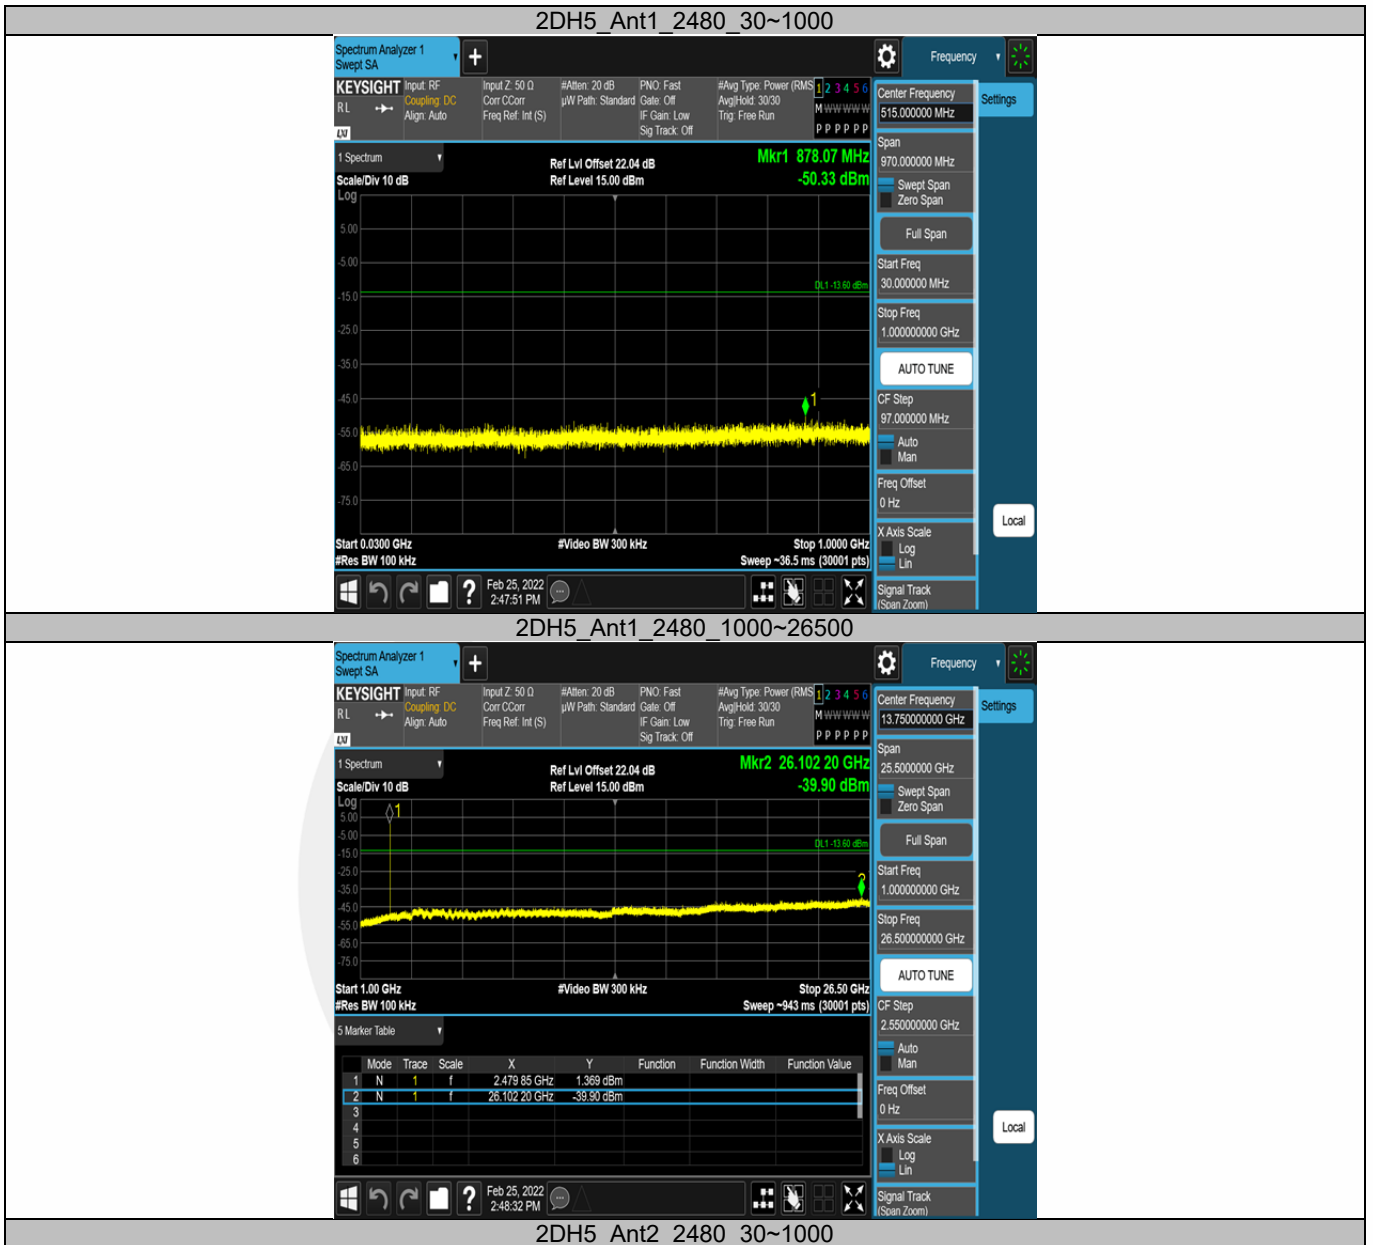 2DH5_Ant1_2480_30~1000
Spectrum Analyzer 1
Swept SA
Frequency
KEYSIGHT
RL
LXI
Input: RF
Coupling: DC
Align: Auto
Input Z: 50 Ω
Corr CCorr
Freq Ref: Int (S)
#Atten: 20 dB
µW Path: Standard
PNO: Fast
Gate: Off
IF Gain: Low
Sig Track: Off
#Avg Type: Power (RMS
Avg|Hold: 30/30
Trig: Free Run
1 2 3 4 5 6
M W W W W W
P P P P P P
Center Frequency
515.000000 MHz
Settings
1 Spectrum
Scale/Div 10 dB
Ref Lvl Offset 22.04 dB
Ref Level 15.00 dBm
Mkr1 878.07 MHz
-50.33 dBm
Span
970.000000 MHz
Swept Span
Zero Span
Full Span
Start Freq
30.000000 MHz
Stop Freq
1.000000000 GHz
AUTO TUNE
CF Step
97.000000 MHz
Auto
Man
Freq Offset
0 Hz
X Axis Scale
Log
Lin
Signal Track
(Span Zoom)
Local
Log
5.00
-5.00
-15.0
-25.0
-35.0
-45.0
-55.0
-65.0
-75.0
DL1 -13.60 dBm
1
Start 0.0300 GHz
#Res BW 100 kHz
#Video BW 300 kHz
Stop 1.0000 GHz
Sweep ~36.5 ms (30001 pts)
?
Feb 25, 2022
2:47:51 PM
2DH5_Ant1_2480_1000~26500
Spectrum Analyzer 1
Swept SA
Frequency
KEYSIGHT
RL
LXI
Input: RF
Coupling: DC
Align: Auto
Input Z: 50 Ω
Corr CCorr
Freq Ref: Int (S)
#Atten: 20 dB
µW Path: Standard
PNO: Fast
Gate: Off
IF Gain: Low
Sig Track: Off
#Avg Type: Power (RMS
Avg|Hold: 30/30
Trig: Free Run
1 2 3 4 5 6
M W W W W W
P P P P P P
Center Frequency
13.750000000 GHz
Settings
1 Spectrum
Scale/Div 10 dB
Ref Lvl Offset 22.04 dB
Ref Level 15.00 dBm
Mkr2 26.102 20 GHz
-39.90 dBm
Span
25.5000000 GHz
Swept Span
Zero Span
Full Span
Start Freq
1.000000000 GHz
Stop Freq
26.500000000 GHz
AUTO TUNE
CF Step
2.550000000 GHz
Auto
Man
Freq Offset
0 Hz
X Axis Scale
Log
Lin
Signal Track
(Span Zoom)
Local
Log
5.00
-5.00
-15.0
-25.0
-35.0
-45.0
-55.0
-65.0
-75.0
1
DL1 -13.60 dBm
2
Start 1.00 GHz
#Res BW 100 kHz
#Video BW 300 kHz
Stop 26.50 GHz
Sweep ~943 ms (30001 pts)
5 Marker Table
Mode Trace Scale X Y Function Function Width Function Value
1 N 1 f 2.479 85 GHz 1.369 dBm
2 N 1 f 26.102 20 GHz -39.90 dBm
3
4
5
6
?
Feb 25, 2022
2:48:32 PM
2DH5_Ant2_2480_30~1000